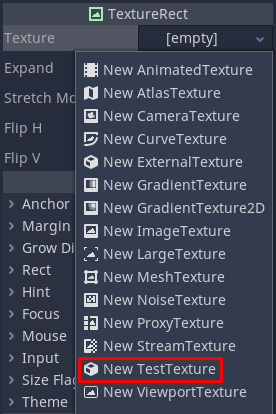 TextureRect
Texture [empty]
Expand
Stretch Mo
Flip H
Flip V
New AnimatedTexture
New AtlasTexture
New CameraTexture
New CurveTexture
New ExternalTexture
New GradientTexture
New GradientTexture2D
New ImageTexture
New LargeTexture
New MeshTexture
New NoiseTexture
New ProxyTexture
New StreamTexture
New TestTexture
New ViewportTexture
Anchor
Margin
Grow Di
Rect
Hint
Focus
Mouse
Input
Size Flag
Theme